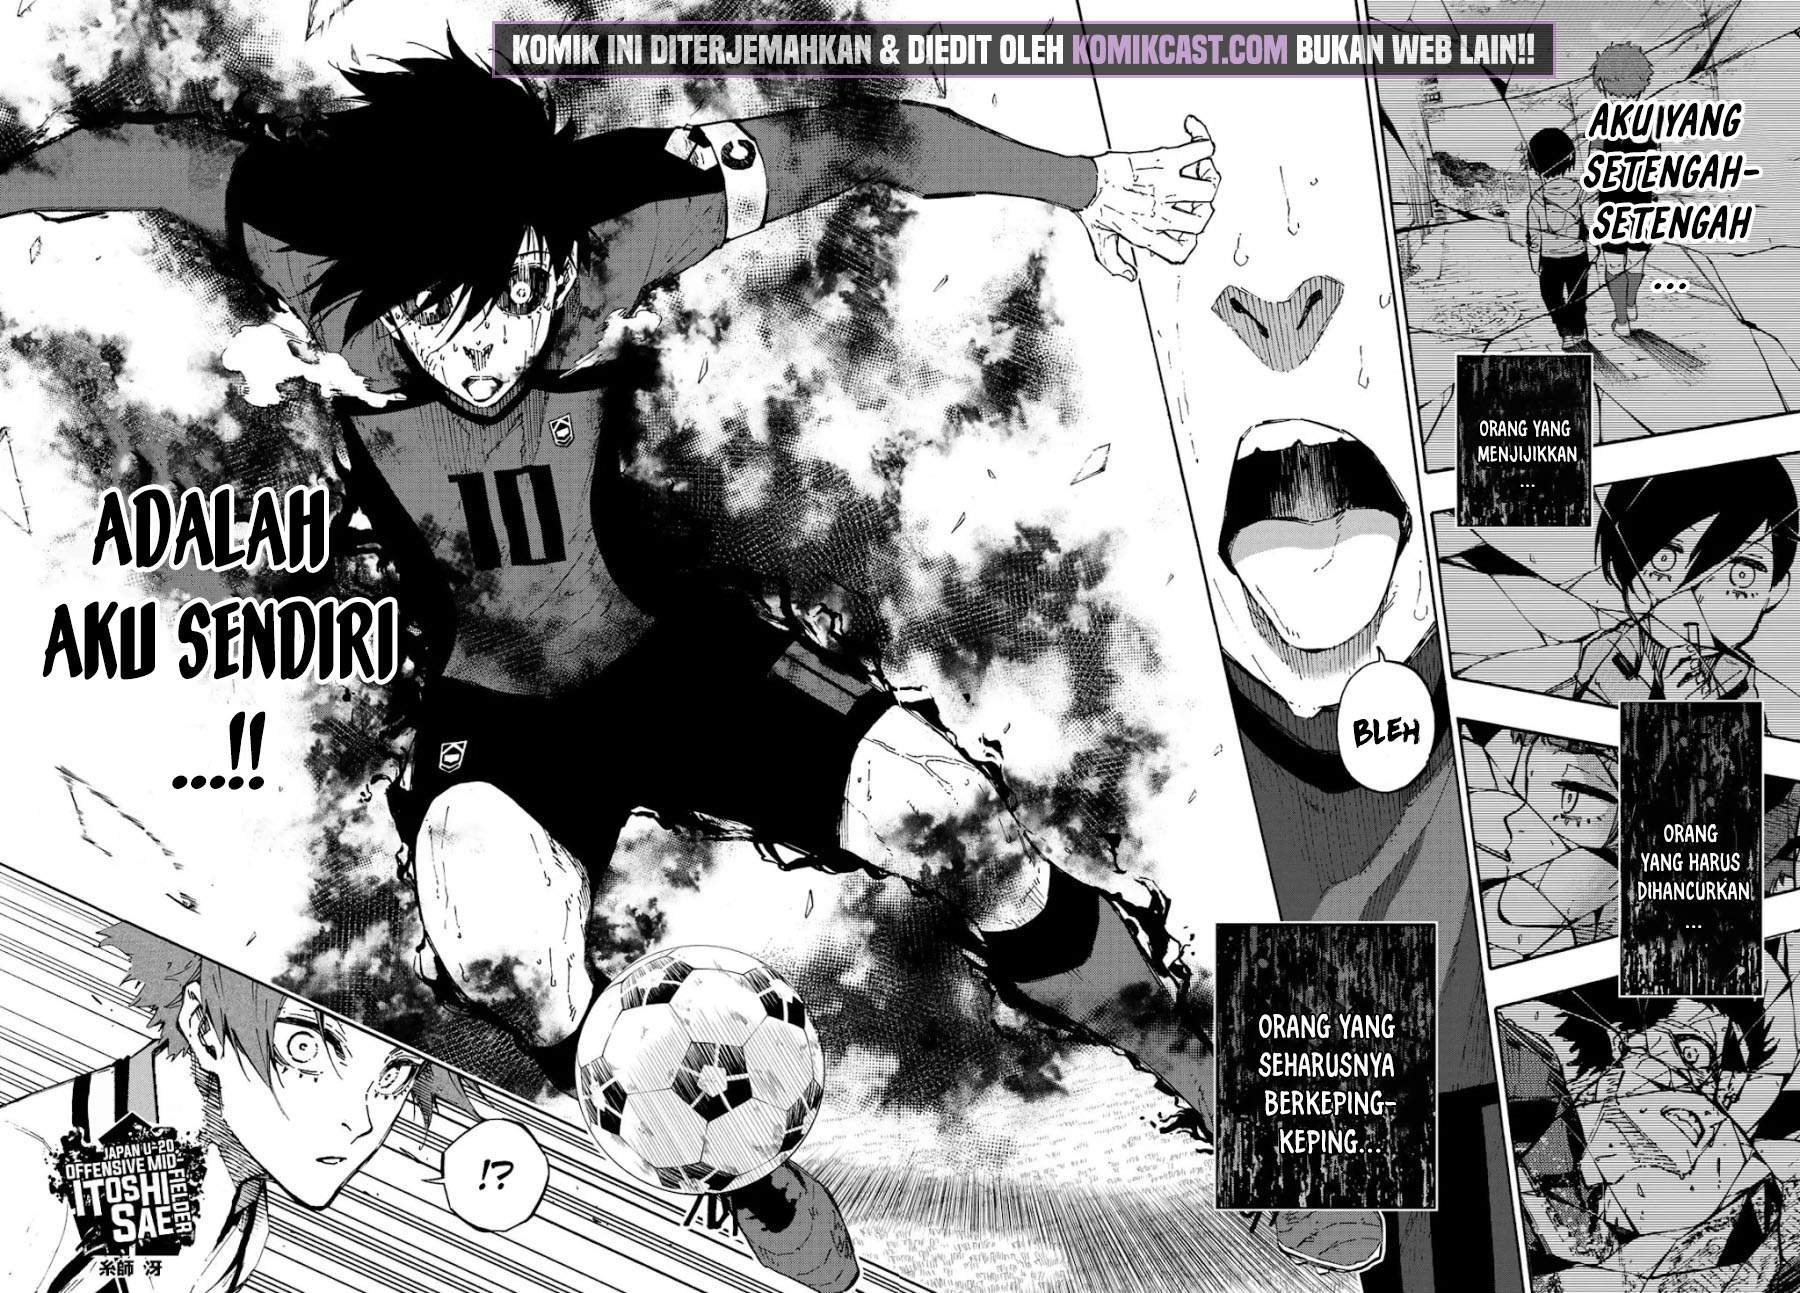 KOMIK INI DITERJEMAHKAN & DIEDIT OLEH KOMIKCAST.COM BUKAN WEB LAIN!!
AKU YANG
SETENGAH-
SETENGAH
...
ORANG YANG
MENJIJIKKAN
...
ORANG
YANG HARUS
DIHANCURKAN
...
BLEH
ORANG YANG
SEHARUSNYA
BERKEPING-
KEPING...
C
10
ADALAH
AKU SENDIRI
.....!!
!?
JAPAN U-20
OFFENSIVE MID-
FIELDER
ITOSHI
SAE
糸師 冴